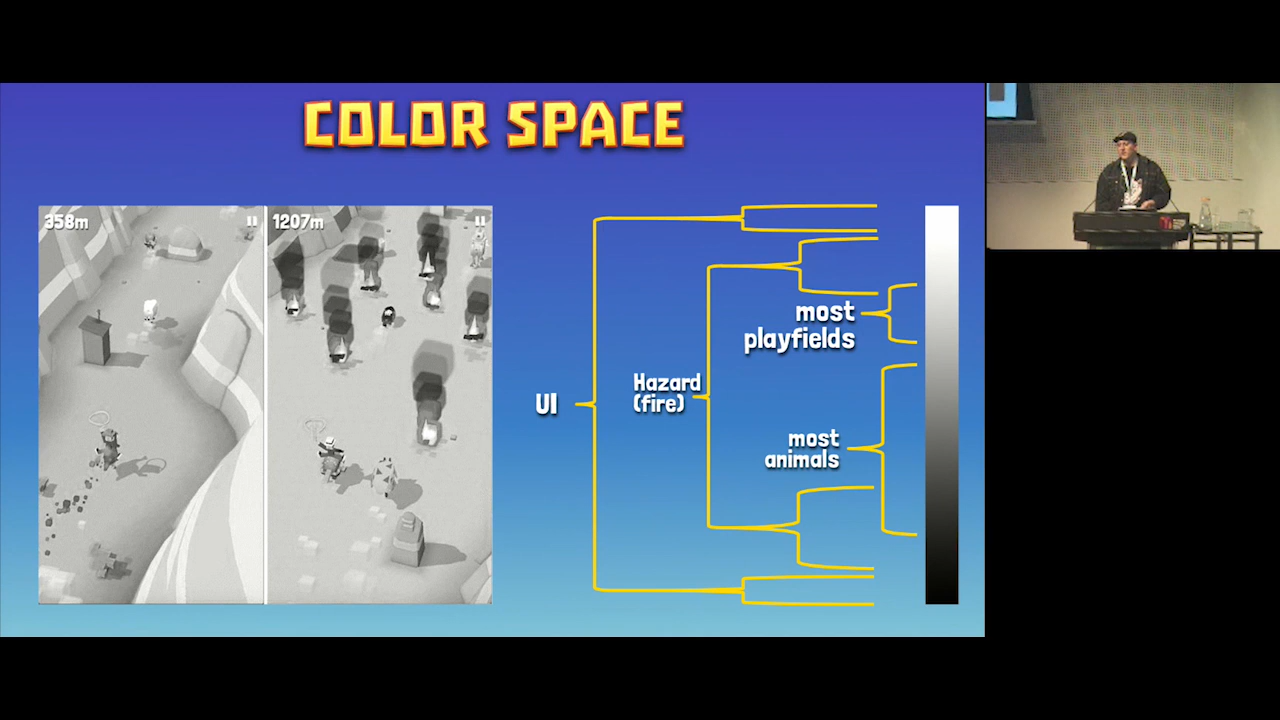 COLOR SPACE
358m
1207m
most
playfields
Hazard
(fire)
UI
most
animals